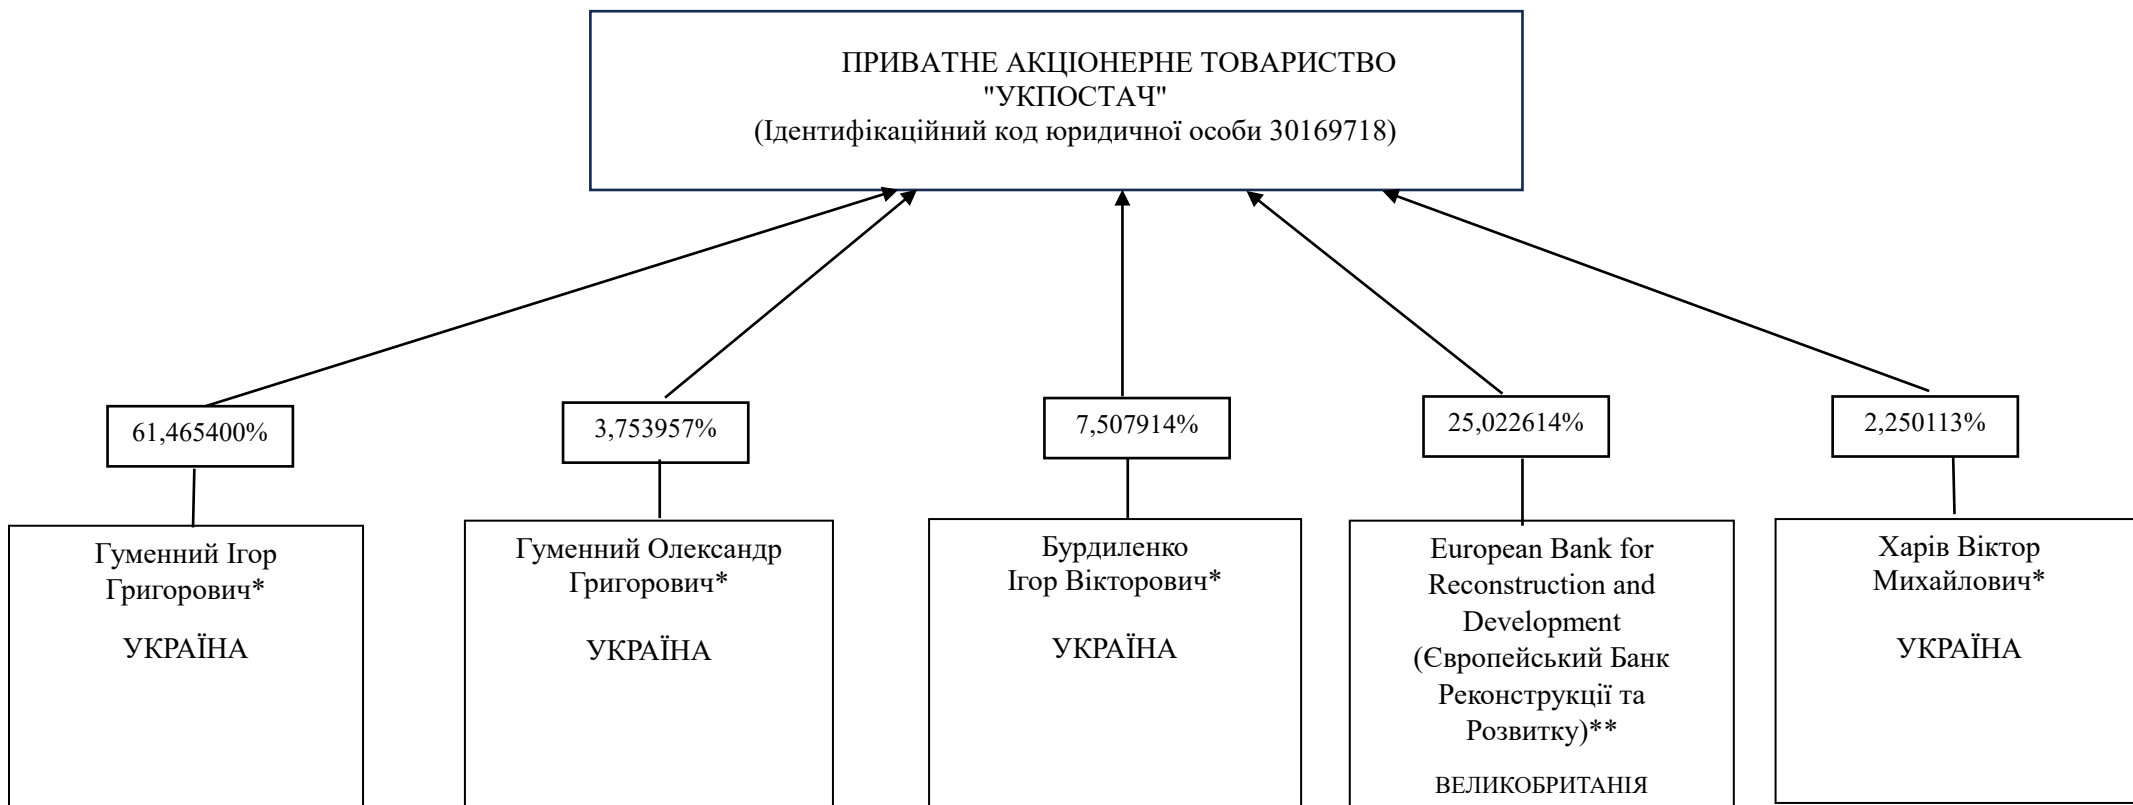 ПРИВАТНЕ АКЦІОНЕРНЕ ТОВАРИСТВО
"УКПОСТАЧ"
(Ідентифікаційний код юридичної особи 30169718)
61,465400%
3,753957%
7,507914%
25,022614%
2,250113%
Гуменний Ігор
Григорович*
УКРАЇНА
Гуменний Олександр
Григорович*
УКРАЇНА
Бурдиленко
Ігор Вікторович*
УКРАЇНА
European Bank for
Reconstruction and
Development
(Європейський Банк
Реконструкції та
Розвитку)**
ВЕЛИКОБРИТАНІЯ
Харів Віктор
Михайлович*
УКРАЇНА